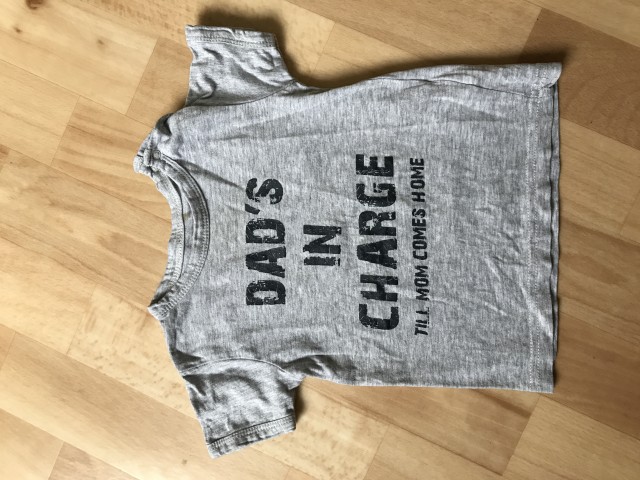 DAD'S
IN
CHARGE
TILL MOM COMES HOME